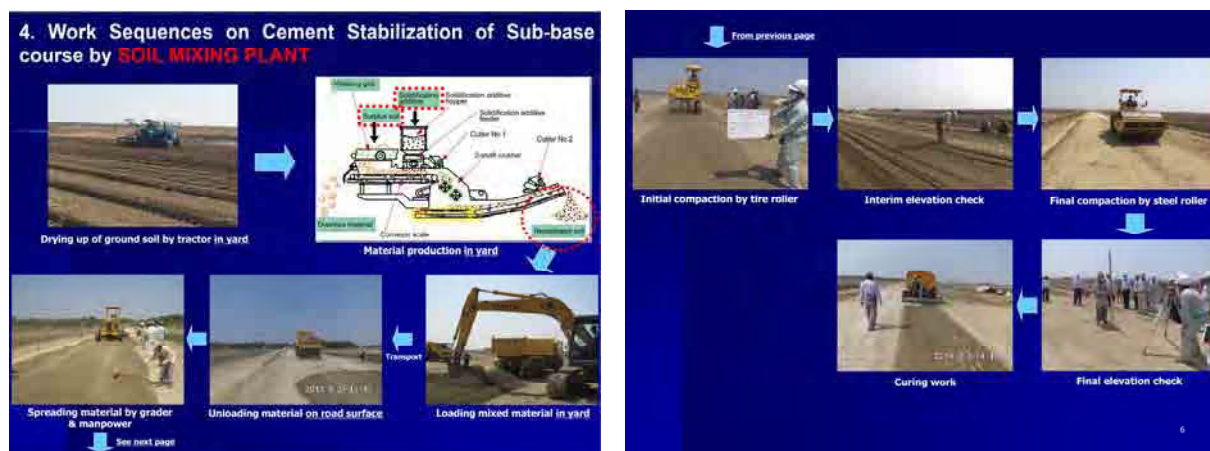 4. Work Sequences on Cement Stabilization of Sub-base
course by SOIL MIXING PLANT
Solidification additive
hopper
Surplus soil
Solidification additive
feeder
Cutter No.1
Cutter No.2
Conveyor scale
Drying up of ground soil by tractor in yard
Material production in yard
Transport
Spreading material by grader
& manpower
Unloading material on road surface
Loading mixed material in yard
See next page
From previous page
Initial compaction by tire roller
Interim elevation check
Final compaction by steel roller
Curing work
Final elevation check
6